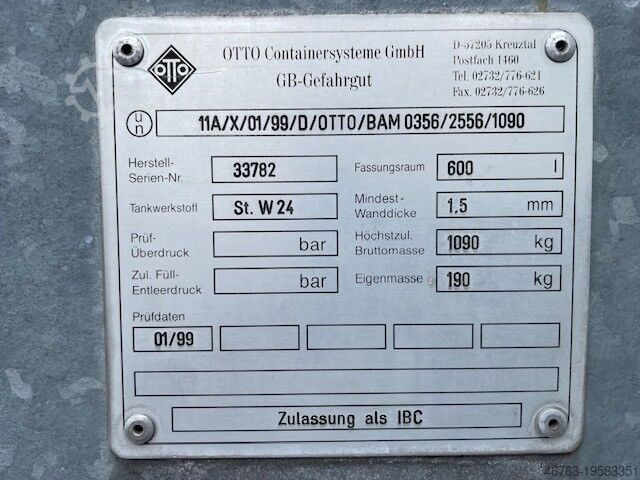 OTTO
OTTO Containersysteme GmbH
GB-Gefahrgut
D-57205 Kreuztal
Postfach 1460
Tel. 02732/776-621
Fax. 02732/776-626
un 11A/X/01/99/D/OTTO/BAM 0356/2556/1090
Herstell-
Serien-Nr. 33782
Fassungsraum 600 l
Tankwerkstoff St. W 24
Mindest-
Wanddicke 1,5 mm
Prüf-
Überdruck bar
Höchstzul.
Bruttomasse 1090 kg
Zul. Füll-
Entleerdruck bar
Eigenmasse 190 kg
Prüfdaten
01/99
Zulassung als IBC
46763-19583351